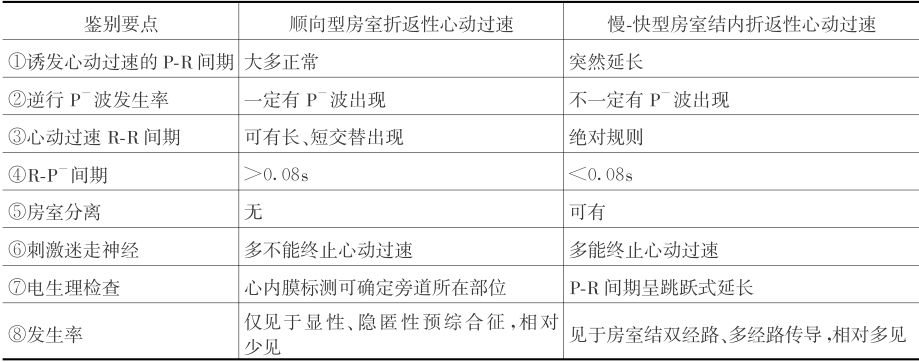 鉴别要点 顺向型房室折返性心动过速 慢-快型房室结内折返性心动过速
①诱发心动过速的 P-R 间期 大多正常 突然延长
②逆行 P⁻波发生率 一定有 P⁻波出现 不一定有 P⁻波出现
③心动过速 R-R 间期 可有长、短交替出现 绝对规则
④R-P⁻间期 >0.08s <0.08s
⑤房室分离 无 可有
⑥刺激迷走神经 多不能终止心动过速 多能终止心动过速
⑦电生理检查 心内膜标测可确定旁道所在部位 P-R 间期呈跳跃式延长
⑧发生率 仅见于显性、隐匿性预综合征,相对
少见 见于房室结双经路、多经路传导,相对多见